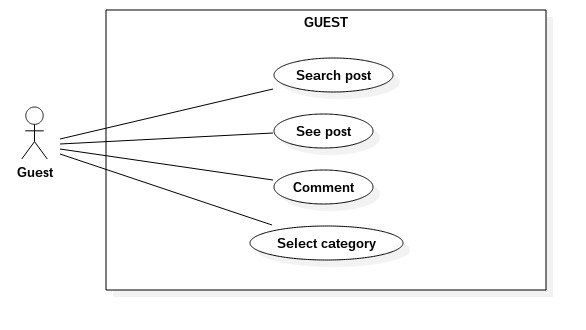 GUEST
Search post
See post
Guest
Comment
Select category